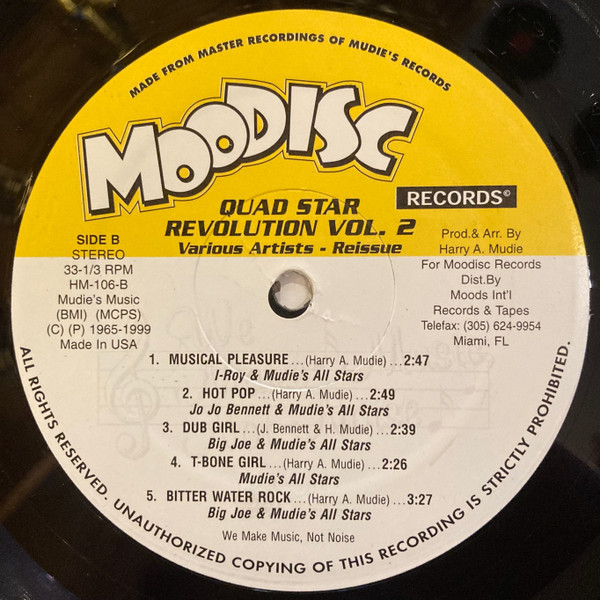 MADE FROM MASTER RECORDINGS OF MUDIE'S RECORDS
MOODISC
RECORDS©
QUAD STAR
REVOLUTION VOL. 2
Various Artists - Reissue
SIDE B
STEREO
33-1/3 RPM
HM-106-B
Mudie's Music
(BMI) (MCPS)
(C) (P) 1965-1999
Made In USA
Prod.& Arr. By
Harry A. Mudie
For Moodisc Records
Dist.By
Moods Int'l
Records & Tapes
Telefax: (305) 624-9954
Miami, FL
1. MUSICAL PLEASURE...(Harry A. Mudie)...2:47
I-Roy & Mudie's All Stars
2. HOT POP...(Harry A. Mudie)...2:49
Jo Jo Bennett & Mudie's All Stars
3. DUB GIRL...(J. Bennett & H. Mudie)...2:39
Big Joe & Mudie's All Stars
4. T-BONE GIRL...(Harry A. Mudie)...2:26
Mudie's All Stars
5. BITTER WATER ROCK...(Harry A. Mudie)...3:27
Big Joe & Mudie's All Stars
We Make Music, Not Noise
ALL RIGHTS RESERVED. UNAUTHORIZED COPYING OF THIS RECORDING IS STRICTLY PROHIBITED.